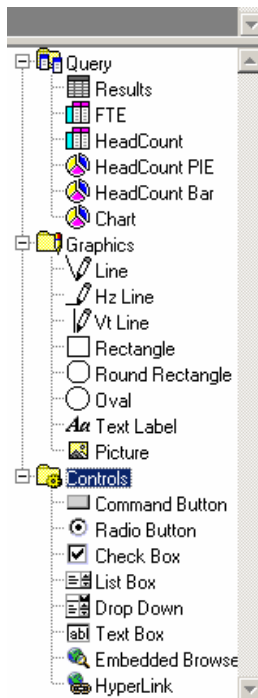 Query
Results
FTE
HeadCount
HeadCount PIE
HeadCount Bar
Chart
Graphics
Line
Hz Line
Vt Line
Rectangle
Round Rectangle
Oval
Aa Text Label
Picture
Controls
Command Button
Radio Button
Check Box
List Box
Drop Down
abl Text Box
Embedded Browse
HyperLink